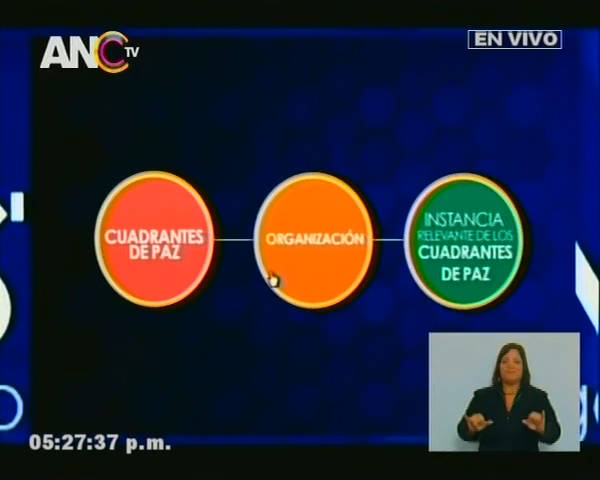 ANC TV
EN VIVO
CUADRANTES
DE PAZ
ORGANIZACIÓN
INSTANCIA
RELEVANTE DE LOS
CUADRANTES
DE PAZ
05:27:37 p.m.